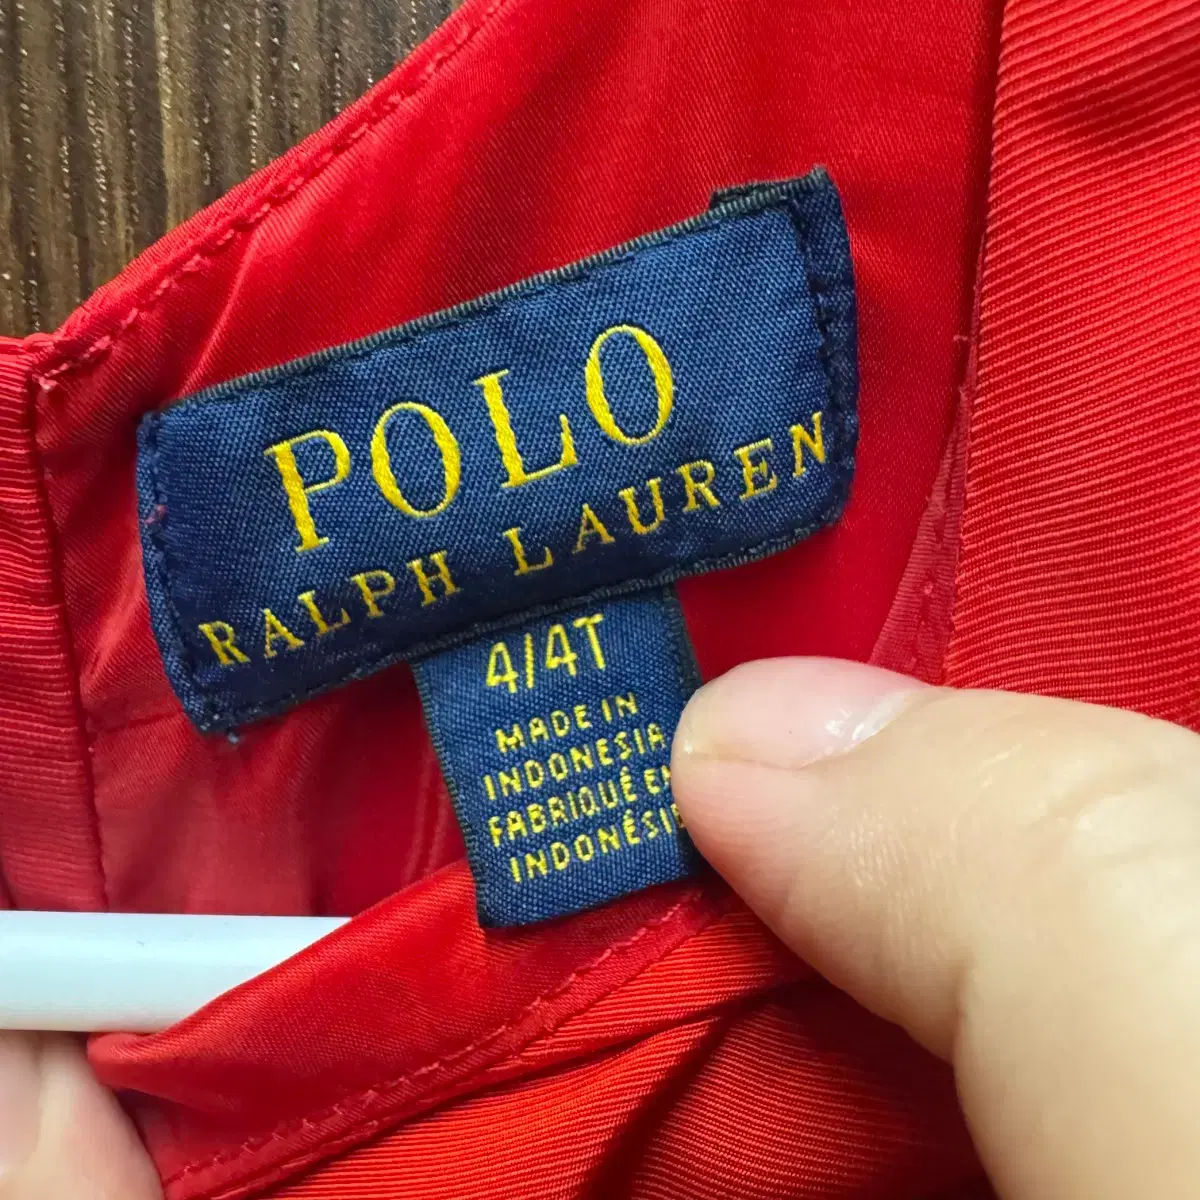 POLO
RALPH LAUREN
4/4T
MADE IN
INDONESIA
FABRIQUÉ EN
INDONÉSIE